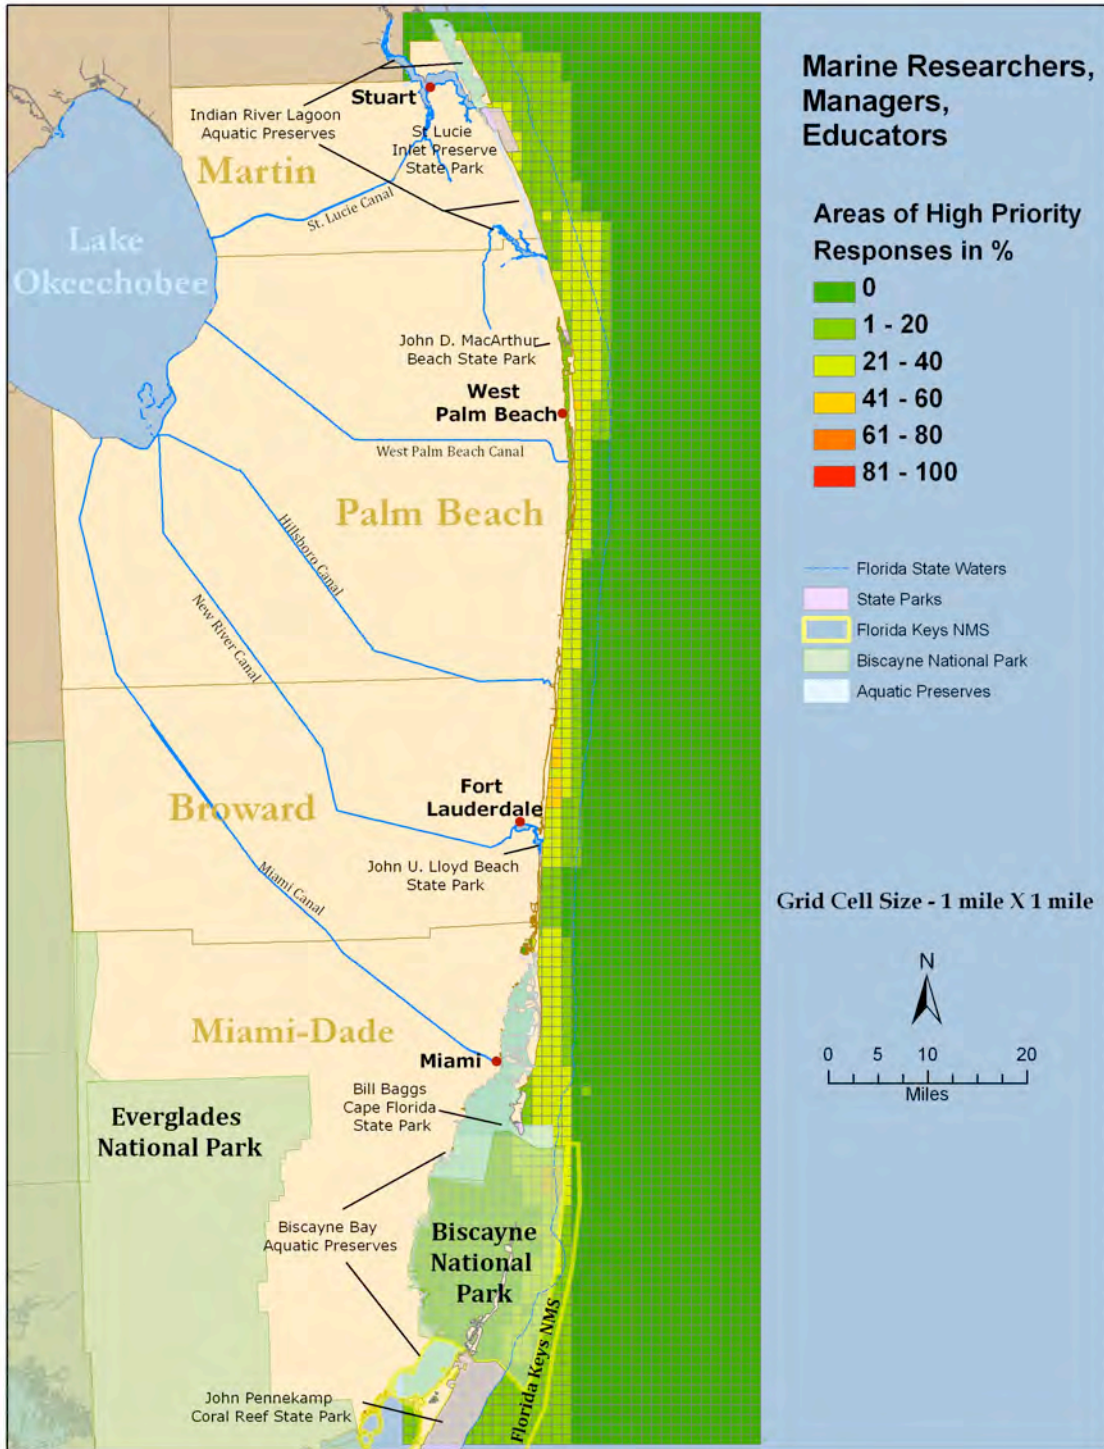 Marine Researchers,
Managers,
Educators
Areas of High Priority
Responses in %
0
1 - 20
21 - 40
41 - 60
61 - 80
81 - 100
Florida State Waters
State Parks
Florida Keys NMS
Biscayne National Park
Aquatic Preserves
Grid Cell Size - 1 mile X 1 mile
N
0 5 10 20
Miles
Stuart
Indian River Lagoon
Aquatic Preserves
St Lucie
Inlet Preserve
State Park
Martin
St. Lucie Canal
Lake
Okeechobee
John D. MacArthur
Beach State Park
West
Palm Beach
West Palm Beach Canal
Palm Beach
Hillsboro Canal
New River Canal
Fort
Lauderdale
Broward
John U. Lloyd Beach
State Park
Miami Canal
Miami-Dade
Miami
Bill Baggs
Cape Florida
State Park
Everglades
National Park
Biscayne Bay
Aquatic Preserves
Biscayne
National
Park
Florida Keys NMS
John Pennekamp
Coral Reef State Park